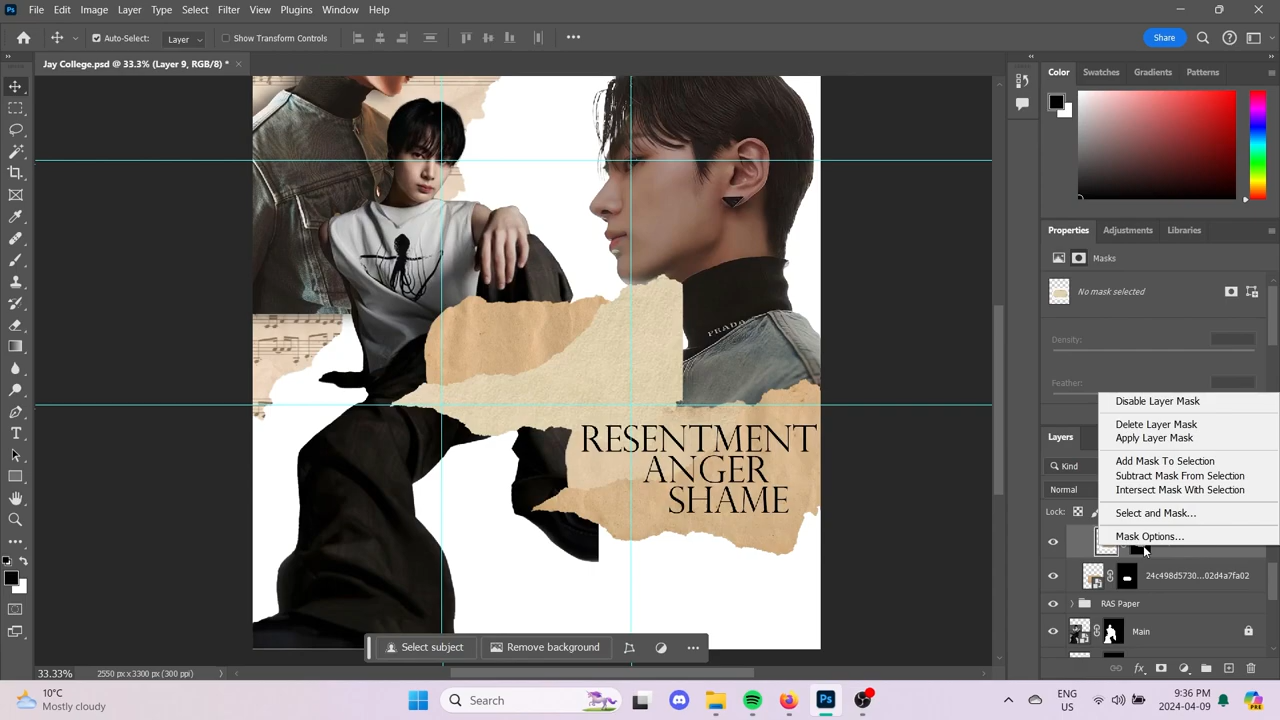 Ps File Edit Image Layer Type Select Filter View Plugins Window Help
Auto-Select: Layer Show Transform Controls Share
Jay College.psd @ 33.3% (Layer 9, RGB/8) *
Color Swatches Gradients Patterns
Properties Adjustments Libraries
Masks
No mask selected
Density:
Feather:
PRADA
Disable Layer Mask
Delete Layer Mask
Apply Layer Mask
Add Mask To Selection
Subtract Mask From Selection
Intersect Mask With Selection
Select and Mask...
Mask Options...
Layers
Kind
Normal
Lock:
RESENTMENT
ANGER
SHAME
24c498d5730...02d4a7fa02
RAS Paper
Main
Select subject Remove background
33.33% 2550 px x 3300 px (300 ppi)
10°C
Mostly cloudy
Search
Ps
ENG
US
9:36 PM
2024-04-09